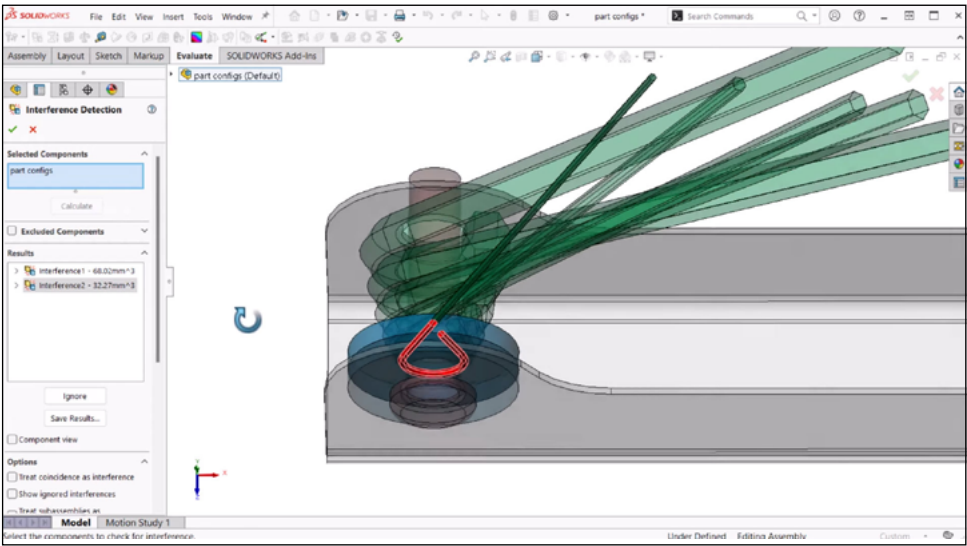 SOLIDWORKS File Edit View Insert Tools Window part configs * Search Commands
Assembly Layout Sketch Markup Evaluate SOLIDWORKS Add-Ins
part configs (Default)
Interference Detection
Selected Components
part configs
Calculate
Excluded Components
Results
Interference1 - 68.02mm^3
Interference2 - 32.27mm^3
Ignore
Save Results...
Component view
Options
Treat coincidence as interference
Show ignored interferences
Treat subassemblies as
Y
X
Z
Model Motion Study 1
Select the components to check for interference. Under Defined Editing Assembly Custom